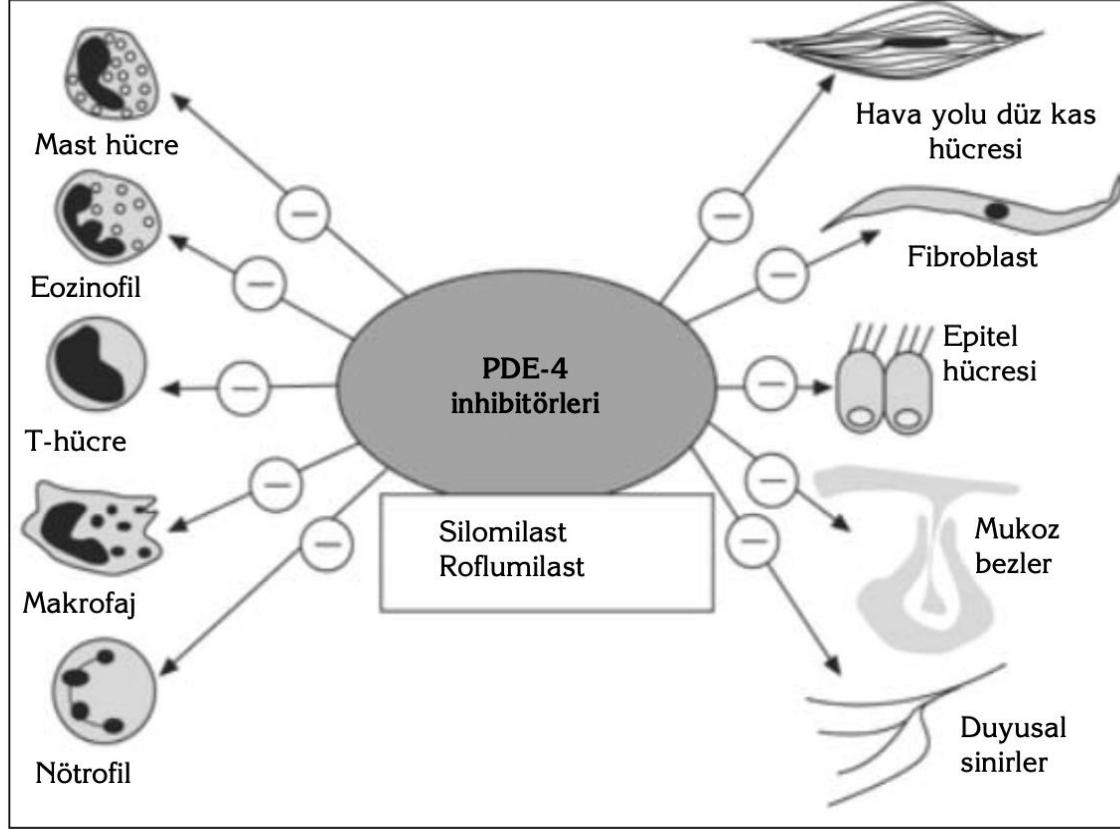 Mast hücre
Eozinofil
T-hücre
Makrofaj
Nötrofil
PDE-4
inhibitörleri
Silomilast
Roflumilast
Hava yolu düz kas
hücresi
Fibroblast
Epitel
hücresi
Mukoz
bezler
Duyusal
sinirler